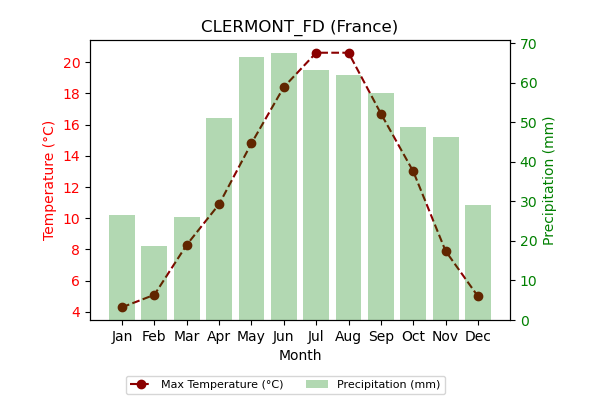 CLERMONT_FD (France)
Temperature (°C)
20
18
16
14
12
10
8
6
4
70
60
50
40
30
20
10
0
Precipitation (mm)
Jan Feb Mar Apr May Jun Jul Aug Sep Oct Nov Dec
Month
Max Temperature (°C) Precipitation (mm)